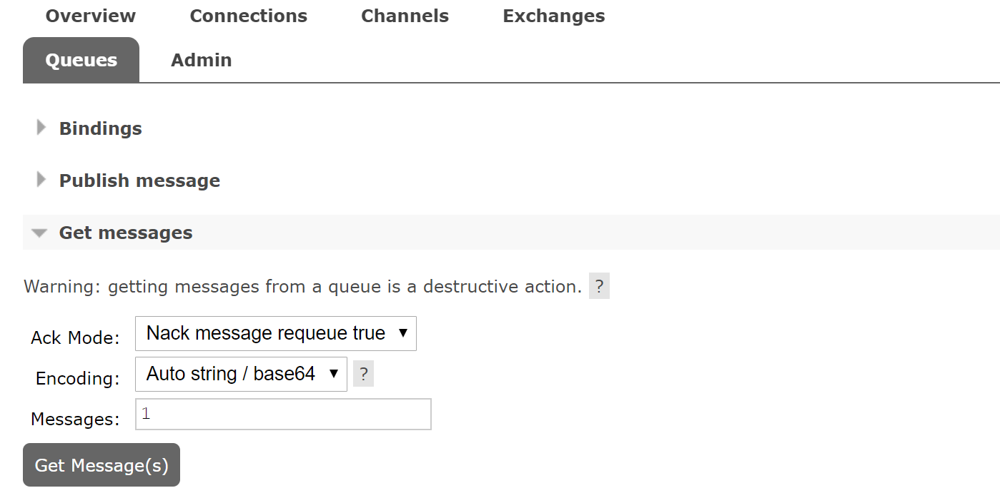 Overview Connections Channels Exchanges
Queues Admin
Bindings
Publish message
Get messages
Warning: getting messages from a queue is a destructive action. ?
Ack Mode: Nack message requeue true
Encoding: Auto string / base64 ?
Messages: 1
Get Message(s)